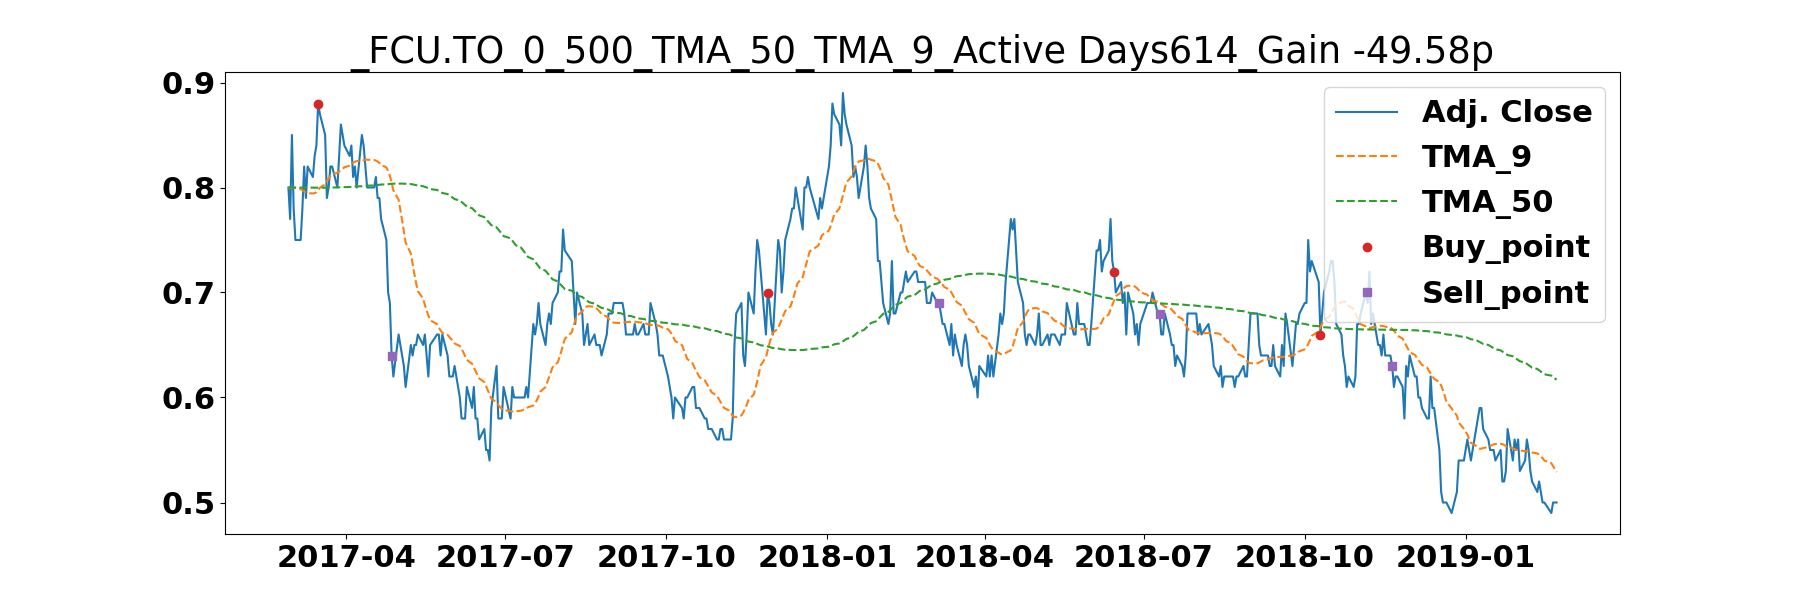 _FCU.TO_0_500_TMA_50_TMA_9_Active Days614_Gain -49.58p
0.9
0.8
0.7
0.6
0.5
Adj. Close
TMA_9
TMA_50
Buy_point
Sell_point
2017-04 2017-07 2017-10 2018-01 2018-04 2018-07 2018-10 2019-01